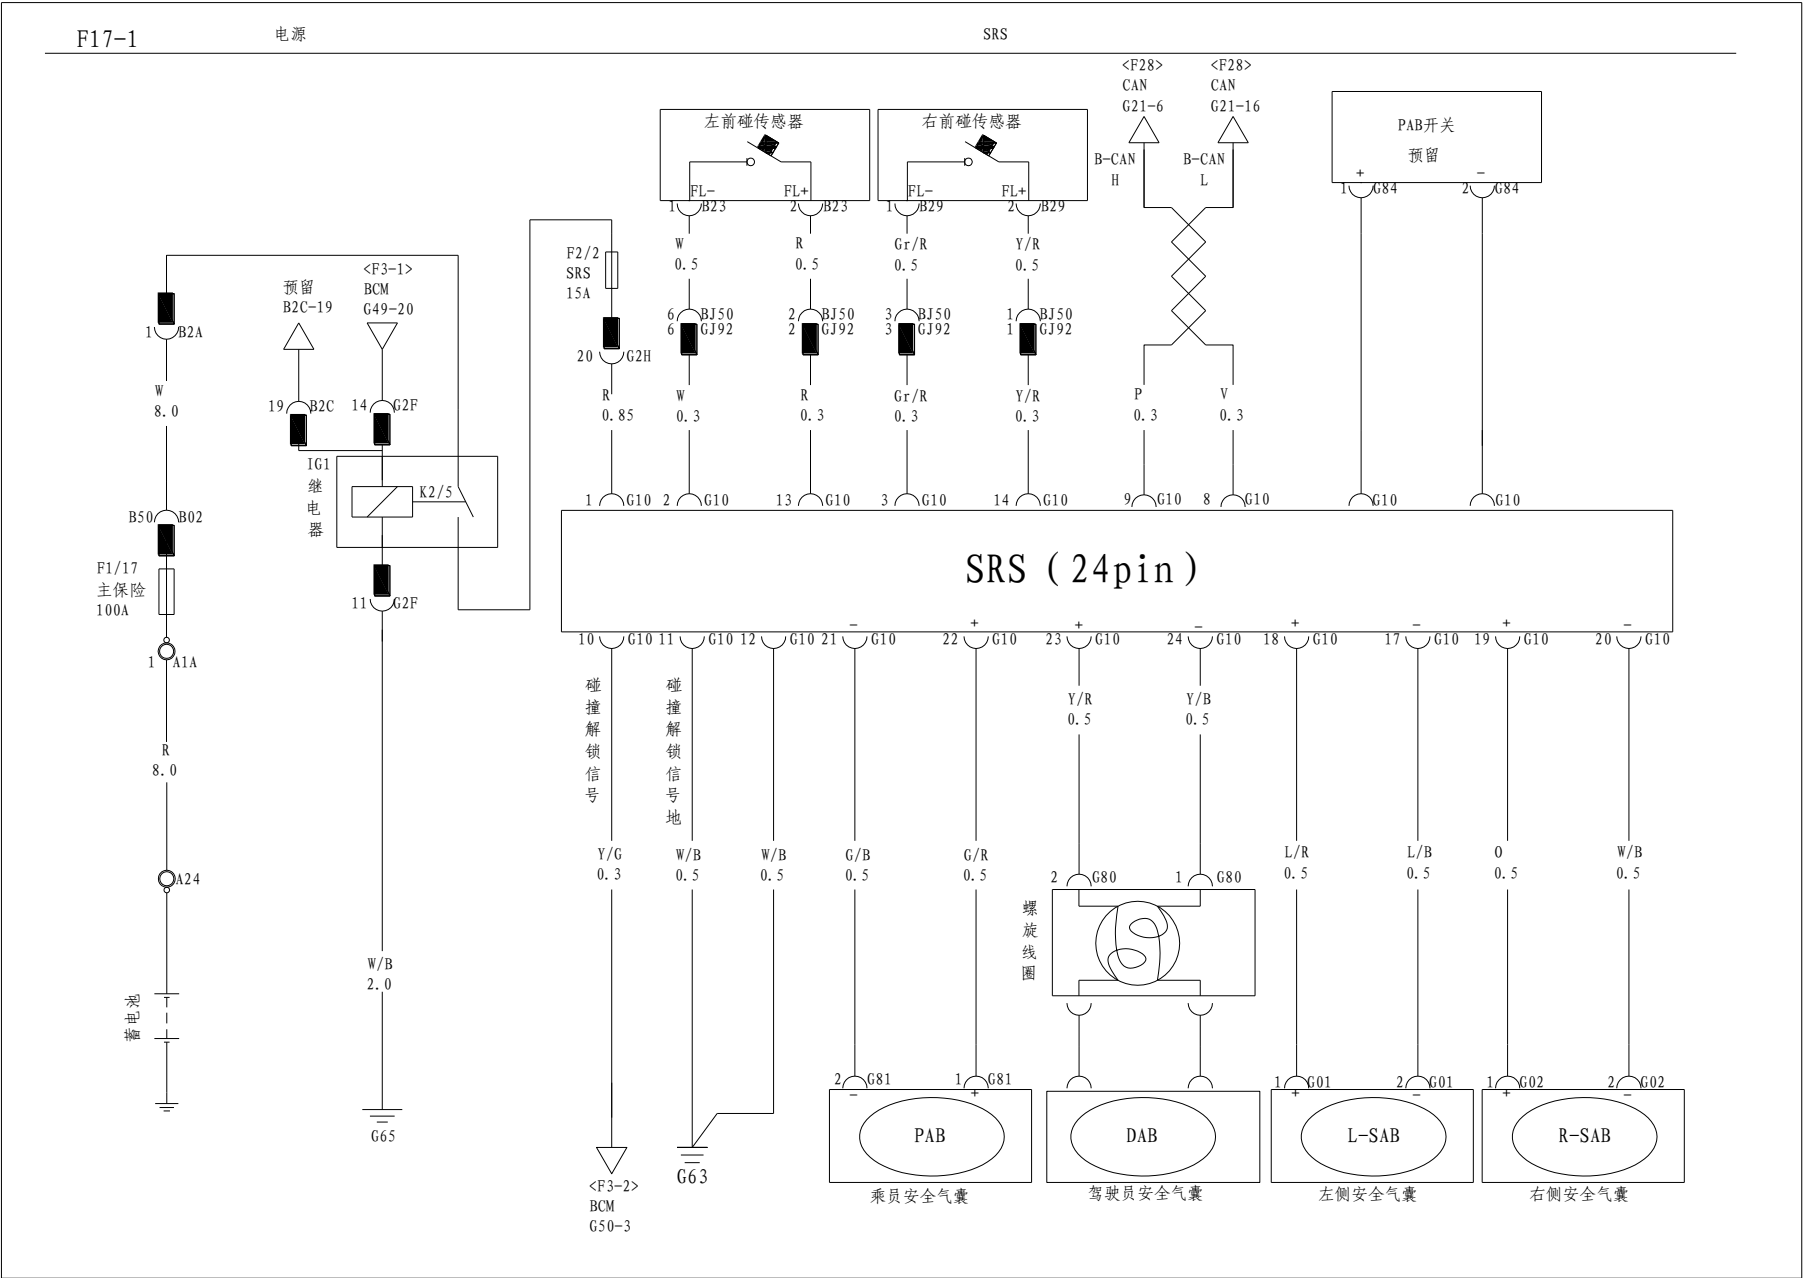 F17-1
电源
SRS
<F28>
CAN
G21-6
<F28>
CAN
G21-16
B-CAN
H
B-CAN
L
左前碰传感器
FL-
FL+
1
B23
2
B23
右前碰传感器
FL-
FL+
1
B29
2
B29
PAB开关
预留
+
-
1
G84
2
G84
W
0.5
R
0.5
Gr/R
0.5
Y/R
0.5
F2/2
SRS
15A
预留
B2C-19
<F3-1>
BCM
G49-20
1
B2A
6
BJ50
6
GJ92
2
BJ50
2
GJ92
3
BJ50
3
GJ92
1
BJ50
1
GJ92
20
G2H
W
8.0
19
B2C
14
G2F
R
0.85
W
0.3
R
0.3
Gr/R
0.3
Y/R
0.3
P
0.3
V
0.3
IG1
继电器
K2/5
B50
B02
1
G10
2
G10
13
G10
3
G10
14
G10
9
G10
8
G10
G10
G10
SRS（24pin）
F1/17
主保险
100A
11
G2F
1
A1A
-
+
+
-
+
-
+
-
10
G10
11
G10
12
G10
21
G10
22
G10
23
G10
24
G10
18
G10
17
G10
19
G10
20
G10
碰撞解锁信号
碰撞解锁信号地
Y/R
0.5
Y/B
0.5
R
8.0
A24
Y/G
0.3
W/B
0.5
W/B
0.5
G/B
0.5
G/R
0.5
2
G80
1
G80
L/R
0.5
L/B
0.5
O
0.5
W/B
0.5
螺旋线圈
W/B
2.0
蓄电池
G65
2
G81
1
G81
-
+
PAB
乘员安全气囊
DAB
驾驶员安全气囊
1
G01
2
G01
+
-
L-SAB
左侧安全气囊
1
G02
2
G02
+
-
R-SAB
右侧安全气囊
G63
<F3-2>
BCM
G50-3